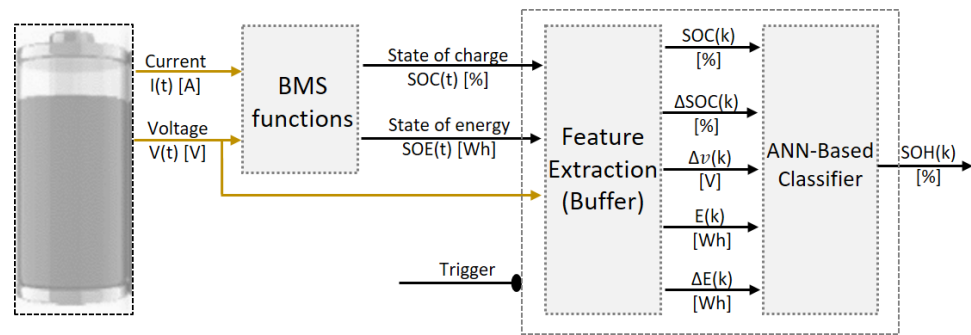 Current
I(t) [A]
Voltage
V(t) [V]
BMS
functions
State of charge
SOC(t) [%]
State of energy
SOE(t) [Wh]
Trigger
Feature
Extraction
(Buffer)
SOC(k)
[%]
ΔSOC(k)
[%]
Δv(k)
[V]
E(k)
[Wh]
ΔE(k)
[Wh]
ANN-Based
Classifier
SOH(k)
[%]